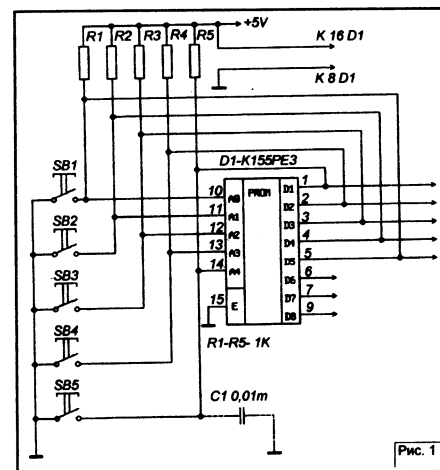 R1 R2 R3 R4 R5 +5V
К 16 D1
К 8 D1
D1-К155РЕ3
SB1
SB2
SB3
SB4
SB5
10 A0
11 A1
12 A2
13 A3
14 A4
15 E
PROM
D1 1
D2 2
D3 3
D4 4
D5 5
D6 6
D7 7
D8 9
R1-R5- 1K
C1 0,01m
Рис. 1